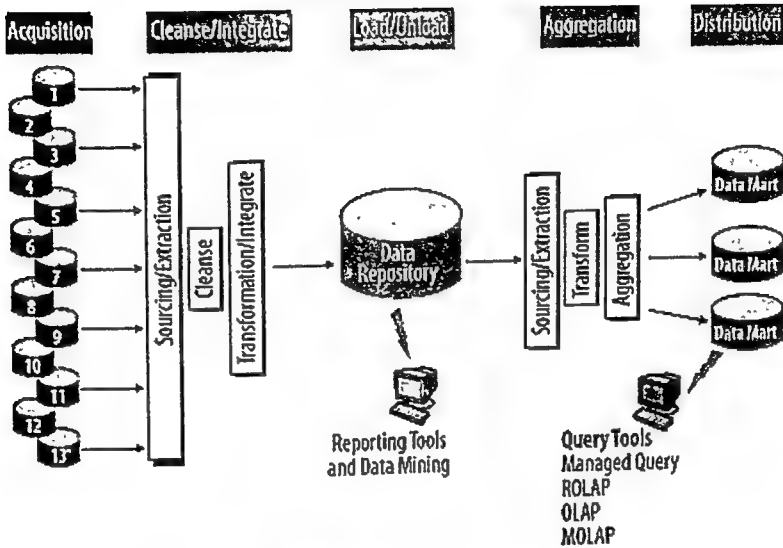 Acquisition
Cleanse/Integrate
Load/Unload
Aggregation
Distribution
1
2
3
4
5
6
7
8
9
10
11
12
13
Sourcing/Extraction
Cleanse
Transformation/Integrate
Data
Repository
Reporting Tools
and Data Mining
Sourcing/Extraction
Transform
Aggregation
Data Mart
Data Mart
Data Mart
Query Tools
Managed Query
ROLAP
OLAP
MOLAP